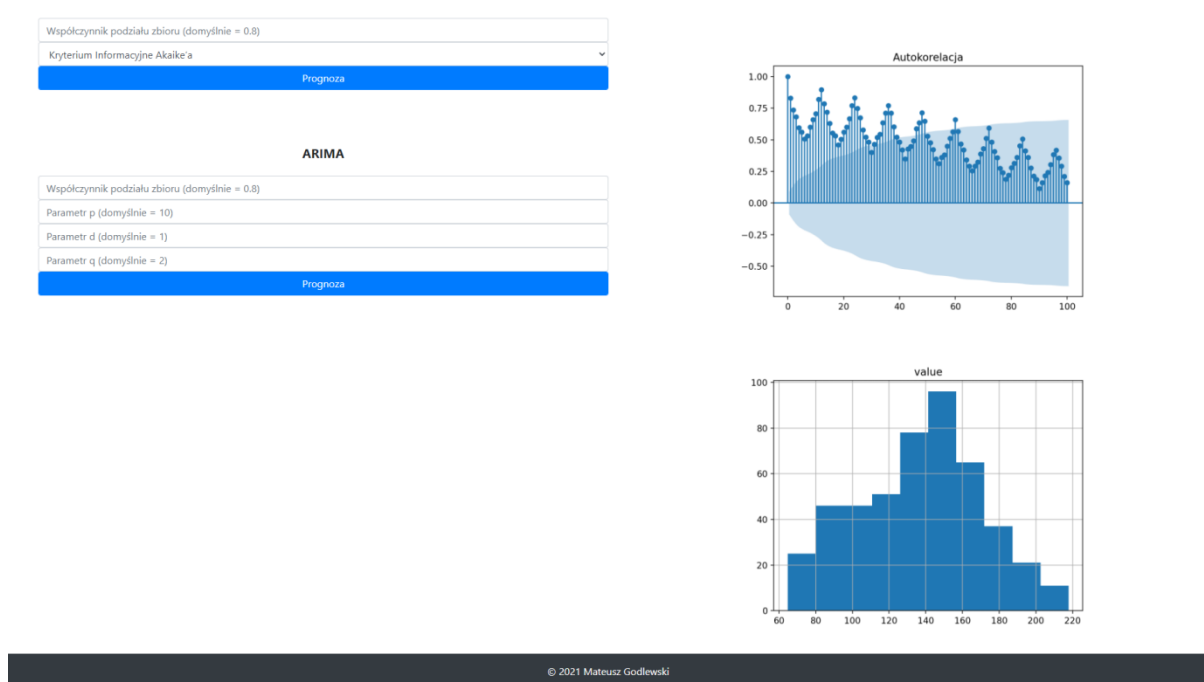 Współczynnik podziału zbioru (domyślnie = 0.8)
Kryterium Informacyjne Akaike'a
Prognoza
ARIMA
Współczynnik podziału zbioru (domyślnie = 0.8)
Parametr p (domyślnie = 10)
Parametr d (domyślnie = 1)
Parametr q (domyślnie = 2)
Prognoza
Autokorelacja
1.00
0.75
0.50
0.25
0.00
−0.25
−0.50
0 20 40 60 80 100
value
100
80
60
40
20
0
60 80 100 120 140 160 180 200 220
© 2021 Mateusz Godlewski